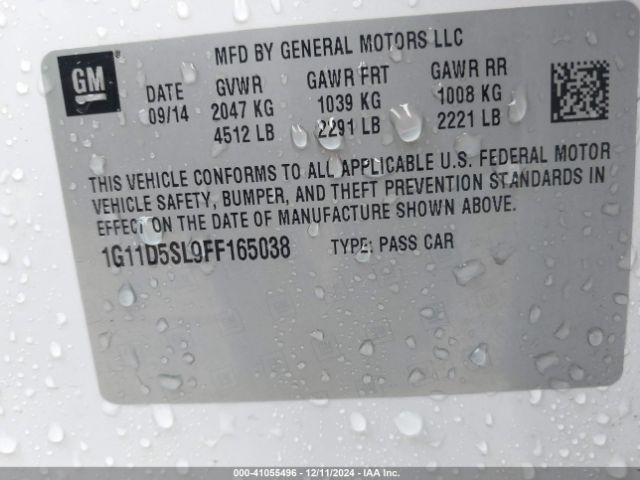 GM
MFD BY GENERAL MOTORS LLC
DATE GVWR GAWR FRT GAWR RR
09/14 2047 KG 1039 KG 1008 KG
4512 LB 2291 LB 2221 LB
THIS VEHICLE CONFORMS TO ALL APPLICABLE U.S. FEDERAL MOTOR
VEHICLE SAFETY, BUMPER, AND THEFT PREVENTION STANDARDS IN
EFFECT ON THE DATE OF MANUFACTURE SHOWN ABOVE.
1G11D5SL9FF165038 TYPE: PASS CAR
000-41055496 - 12/11/2024 - IAA Inc.